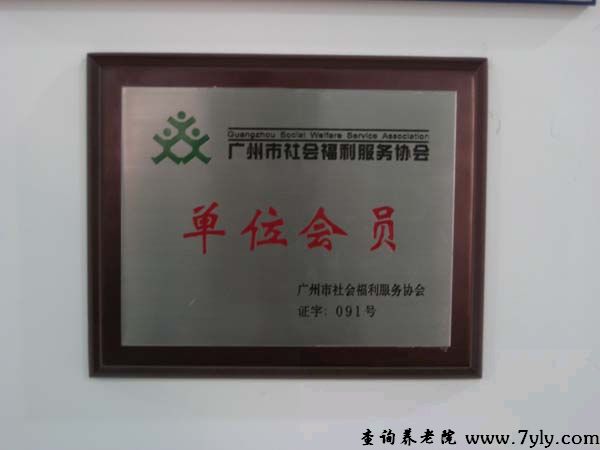 Guangzhou Social Welfare Service Association
广州市社会福利服务协会
单位会员
广州市社会福利服务协会
证字：091号
查询养老院 www.7yly.com